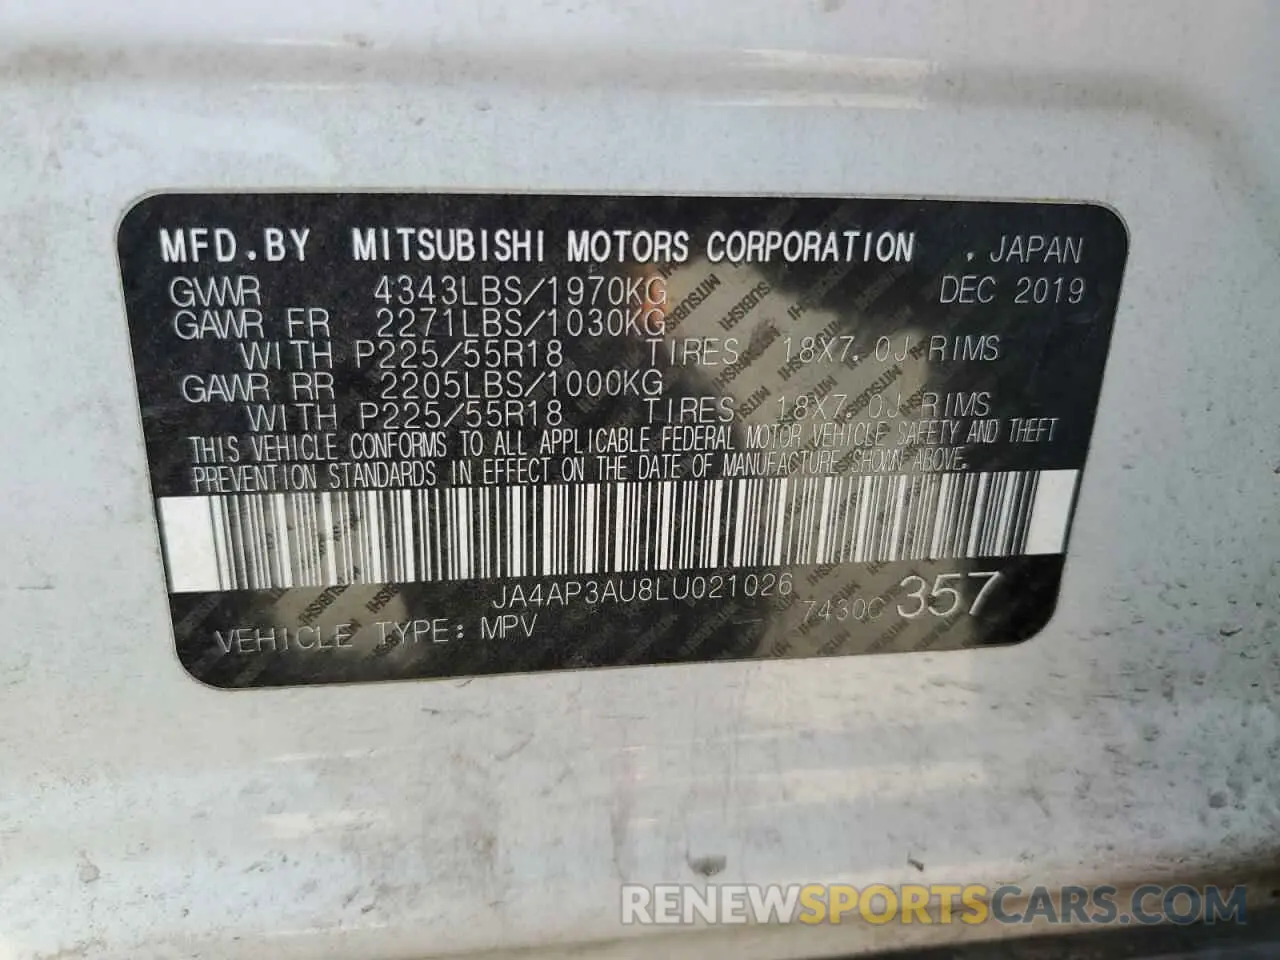 MFD.BY MITSUBISHI MOTORS CORPORATION . JAPAN
GVWR 4343LBS/1970KG DEC 2019
GAWR FR 2271LBS/1030KG
WITH P225/55R18 TIRES 18X7.0J RIMS
GAWR RR 2205LBS/1000KG
WITH P225/55R18 TIRES 18X7.0J RIMS
THIS VEHICLE CONFORMS TO ALL APPLICABLE FEDERAL MOTOR VEHICLE SAFETY AND THEFT
PREVENTION STANDARDS IN EFFECT ON THE DATE OF MANUFACTURE SHOWN ABOVE.
JA4AP3AU8LU021026
7430C 357
VEHICLE TYPE: MPV
RENEWSPORTSCARS.COM